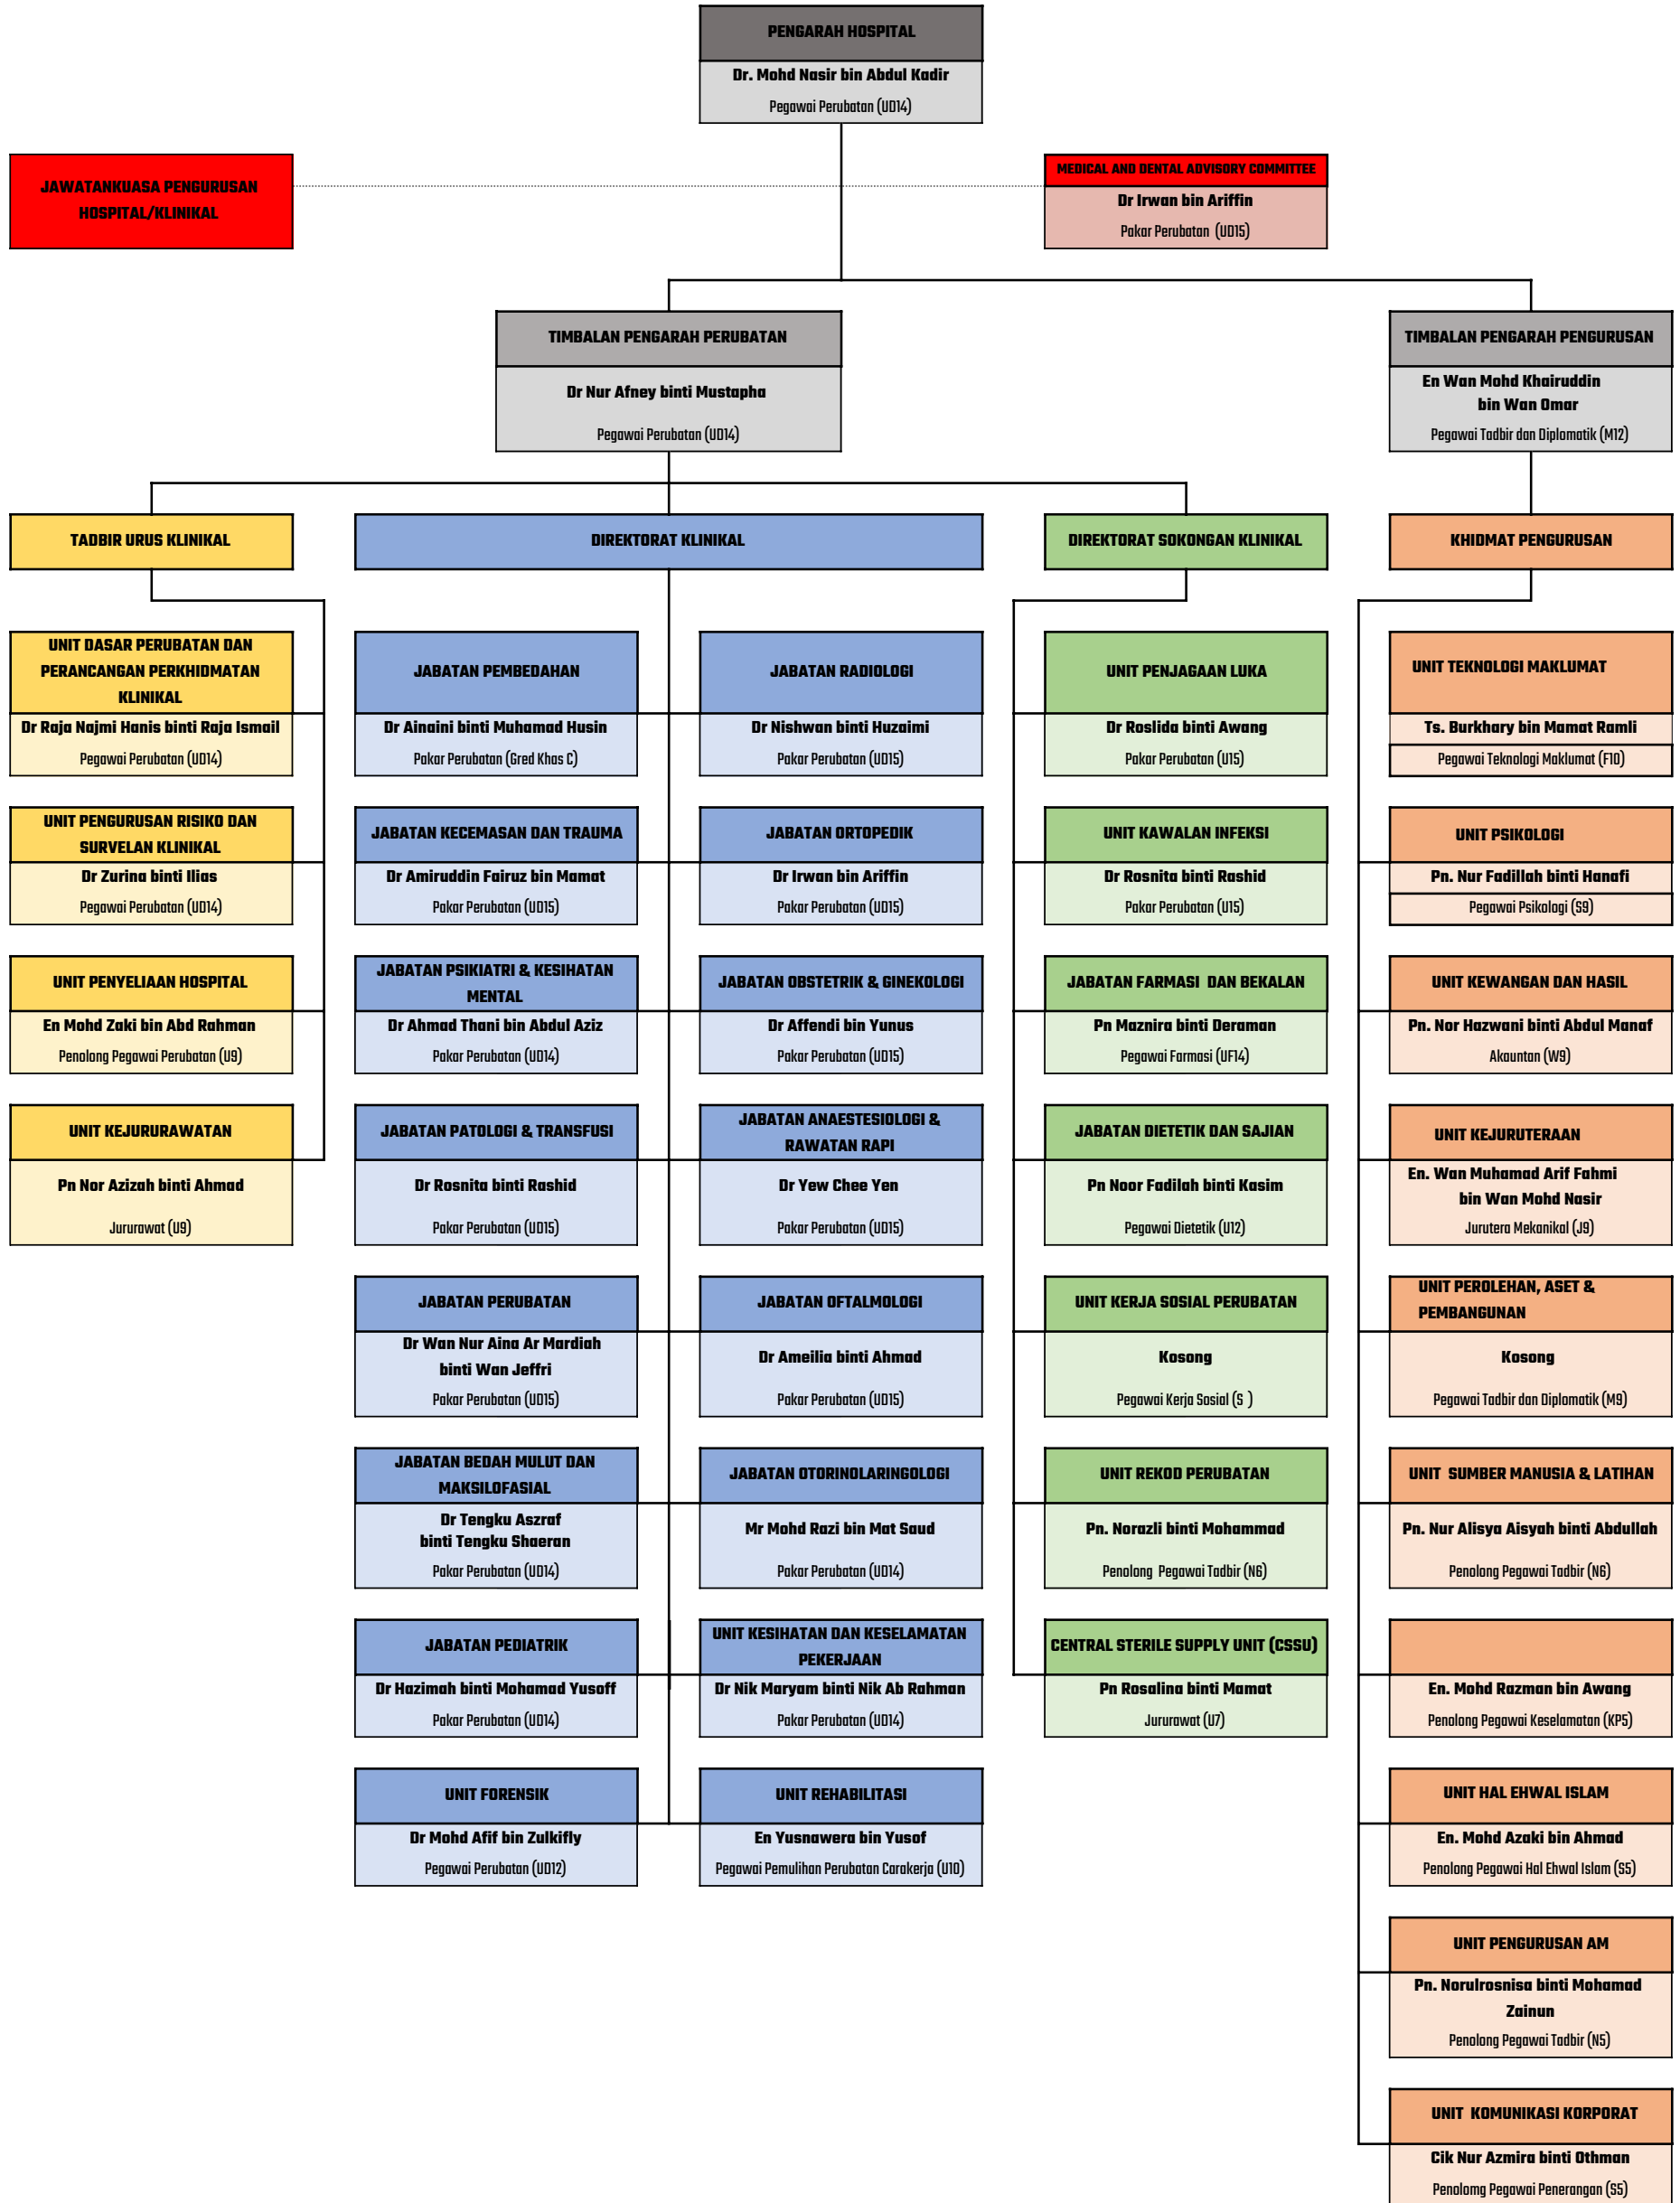 PENGARAH HOSPITAL
Dr. Mohd Nasir bin Abdul Kadir
Pegawai Perubatan (UD14)
JAWATANKUASA PENGURUSAN
HOSPITAL/KLINIKAL
MEDICAL AND DENTAL ADVISORY COMMITTEE
Dr Irwan bin Ariffin
Pakar Perubatan (UD15)
TIMBALAN PENGARAH PERUBATAN
Dr Nur Afney binti Mustapha
Pegawai Perubatan (UD14)
TIMBALAN PENGARAH PENGURUSAN
En Wan Mohd Khairuddin
bin Wan Omar
Pegawai Tadbir dan Diplomatik (M12)
TADBIR URUS KLINIKAL
UNIT DASAR PERUBATAN DAN
PERANCANGAN PERKHIDMATAN
KLINIKAL
Dr Raja Najmi Hanis binti Raja Ismail
Pegawai Perubatan (UD14)
UNIT PENGURUSAN RISIKO DAN
SURVELAN KLINIKAL
Dr Zurina binti Ilias
Pegawai Perubatan (UD14)
UNIT PENYELIAAN HOSPITAL
En Mohd Zaki bin Abd Rahman
Penolong Pegawai Perubatan (U9)
UNIT KEJURURAWATAN
Pn Nor Azizah binti Ahmad
Jururawat (U9)
DIREKTORAT KLINIKAL
JABATAN PEMBEDAHAN
Dr Ainaini binti Muhamad Husin
Pakar Perubatan (Gred Khas C)
JABATAN KECEMASAN DAN TRAUMA
Dr Amiruddin Fairuz bin Mamat
Pakar Perubatan (UD15)
JABATAN PSIKIATRI & KESIHATAN
MENTAL
Dr Ahmad Thani bin Abdul Aziz
Pakar Perubatan (UD14)
JABATAN PATOLOGI & TRANSFUSI
Dr Rosnita binti Rashid
Pakar Perubatan (UD15)
JABATAN PERUBATAN
Dr Wan Nur Aina Ar Mardiah
binti Wan Jeffri
Pakar Perubatan (UD15)
JABATAN BEDAH MULUT DAN
MAKSILOFASIAL
Dr Tengku Aszraf
binti Tengku Shaeran
Pakar Perubatan (UD14)
JABATAN PEDIATRIK
Dr Hazimah binti Mohamad Yusoff
Pakar Perubatan (UD14)
UNIT FORENSIK
Dr Mohd Afif bin Zulkifly
Pegawai Perubatan (UD12)
JABATAN RADIOLOGI
Dr Nishwan binti Huzaimi
Pakar Perubatan (UD15)
JABATAN ORTOPEDIK
Dr Irwan bin Ariffin
Pakar Perubatan (UD15)
JABATAN OBSTETRIK & GINEKOLOGI
Dr Affendi bin Yunus
Pakar Perubatan (UD15)
JABATAN ANAESTESIOLOGI &
RAWATAN RAPI
Dr Yew Chee Yen
Pakar Perubatan (UD15)
JABATAN OFTALMOLOGI
Dr Ameilia binti Ahmad
Pakar Perubatan (UD15)
JABATAN OTORINOLARINGOLOGI
Mr Mohd Razi bin Mat Saud
Pakar Perubatan (UD14)
UNIT KESIHATAN DAN KESELAMATAN
PEKERJAAN
Dr Nik Maryam binti Nik Ab Rahman
Pakar Perubatan (UD14)
UNIT REHABILITASI
En Yusnawera bin Yusof
Pegawai Pemulihan Perubatan Carakerja (U10)
DIREKTORAT SOKONGAN KLINIKAL
UNIT PENJAGAAN LUKA
Dr Roslida binti Awang
Pakar Perubatan (U15)
UNIT KAWALAN INFEKSI
Dr Rosnita binti Rashid
Pakar Perubatan (U15)
JABATAN FARMASI DAN BEKALAN
Pn Maznira binti Deraman
Pegawai Farmasi (UF14)
JABATAN DIETETIK DAN SAJIAN
Pn Noor Fadilah binti Kasim
Pegawai Dietetik (U12)
UNIT KERJA SOSIAL PERUBATAN
Kosong
Pegawai Kerja Sosial (S )
UNIT REKOD PERUBATAN
Pn. Norazli binti Mohammad
Penolong Pegawai Tadbir (N6)
CENTRAL STERILE SUPPLY UNIT (CSSU)
Pn Rosalina binti Mamat
Jururawat (U7)
KHIDMAT PENGURUSAN
UNIT TEKNOLOGI MAKLUMAT
Ts. Burkhary bin Mamat Ramli
Pegawai Teknologi Maklumat (F10)
UNIT PSIKOLOGI
Pn. Nur Fadillah binti Hanafi
Pegawai Psikologi (S9)
UNIT KEWANGAN DAN HASIL
Pn. Nor Hazwani binti Abdul Manaf
Akauntan (W9)
UNIT KEJURUTERAAN
En. Wan Muhamad Arif Fahmi
bin Wan Mohd Nasir
Jurutera Mekanikal (J9)
UNIT PEROLEHAN, ASET &
PEMBANGUNAN
Kosong
Pegawai Tadbir dan Diplomatik (M9)
UNIT SUMBER MANUSIA & LATIHAN
Pn. Nur Alisya Aisyah binti Abdullah
Penolong Pegawai Tadbir (N6)
En. Mohd Razman bin Awang
Penolong Pegawai Keselamatan (KP5)
UNIT HAL EHWAL ISLAM
En. Mohd Azaki bin Ahmad
Penolong Pegawai Hal Ehwal Islam (S5)
UNIT PENGURUSAN AM
Pn. Norulrosnisa binti Mohamad
Zainun
Penolong Pegawai Tadbir (N5)
UNIT KOMUNIKASI KORPORAT
Cik Nur Azmira binti Othman
Penolomg Pegawai Penerangan (S5)